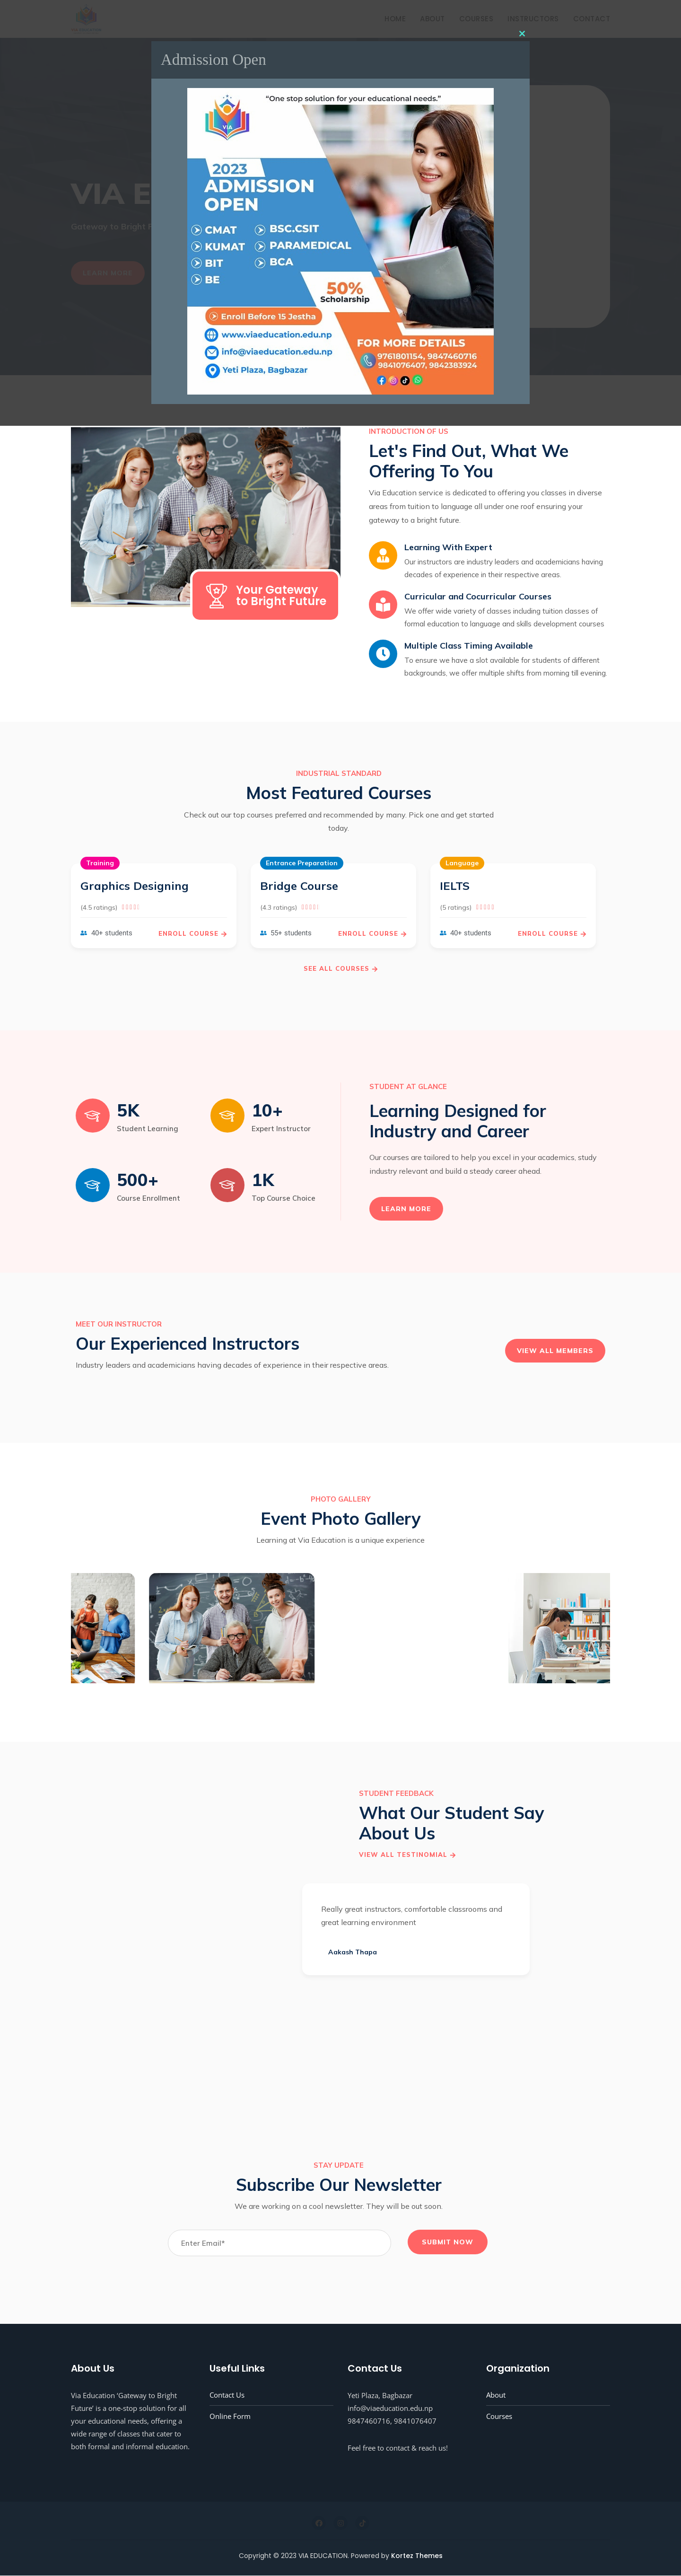 HOME ABOUT COURSES INSTRUCTORS CONTACT
VIA E
Gateway to Bright F
LEARN MORE
×
Admission Open
"One stop solution for your educational needs."
VIA
2023
ADMISSION
OPEN
CMAT
KUMAT
BIT
BE
BSC.CSIT
PARAMEDICAL
BCA
50%
Scholarship
Enroll Before 15 Jestha
www.viaeducation.edu.np
info@viaeducation.edu.np
Yeti Plaza, Bagbazar
FOR MORE DETAILS
9761801154, 9847460716
9841076407, 9842383924
Your Gateway
to Bright Future
INTRODUCTION OF US
Let's Find Out, What We
Offering To You
Via Education service is dedicated to offering you classes in diverse
areas from tuition to language all under one roof ensuring your
gateway to a bright future.
Learning With Expert
Our instructors are industry leaders and academicians having
decades of experience in their respective areas.
Curricular and Cocurricular Courses
We offer wide variety of classes including tuition classes of
formal education to language and skills development courses
Multiple Class Timing Available
To ensure we have a slot available for students of different
backgrounds, we offer multiple shifts from morning till evening.
INDUSTRIAL STANDARD
Most Featured Courses
Check out our top courses preferred and recommended by many. Pick one and get started
today.
Training
Graphics Designing
(4.5 ratings)
40+ students
ENROLL COURSE
Entrance Preparation
Bridge Course
(4.3 ratings)
55+ students
ENROLL COURSE
Language
IELTS
(5 ratings)
40+ students
ENROLL COURSE
SEE ALL COURSES
5K
Student Learning
10+
Expert Instructor
500+
Course Enrollment
1K
Top Course Choice
STUDENT AT GLANCE
Learning Designed for
Industry and Career
Our courses are tailored to help you excel in your academics, study
industry relevant and build a steady career ahead.
LEARN MORE
MEET OUR INSTRUCTOR
Our Experienced Instructors
Industry leaders and academicians having decades of experience in their respective areas.
VIEW ALL MEMBERS
PHOTO GALLERY
Event Photo Gallery
Learning at Via Education is a unique experience
STUDENT FEEDBACK
What Our Student Say
About Us
VIEW ALL TESTINOMIAL
Really great instructors, comfortable classrooms and
great learning environment
Aakash Thapa
STAY UPDATE
Subscribe Our Newsletter
We are working on a cool newsletter. They will be out soon.
Enter Email*
SUBMIT NOW
About Us
Via Education 'Gateway to Bright
Future' is a one-stop solution for all
your educational needs, offering a
wide range of classes that cater to
both formal and informal education.
Useful Links
Contact Us
Online Form
Contact Us
Yeti Plaza, Bagbazar
info@viaeducation.edu.np
9847460716, 9841076407
Feel free to contact & reach us!
Organization
About
Courses
Copyright © 2023 VIA EDUCATION. Powered by Kortez Themes